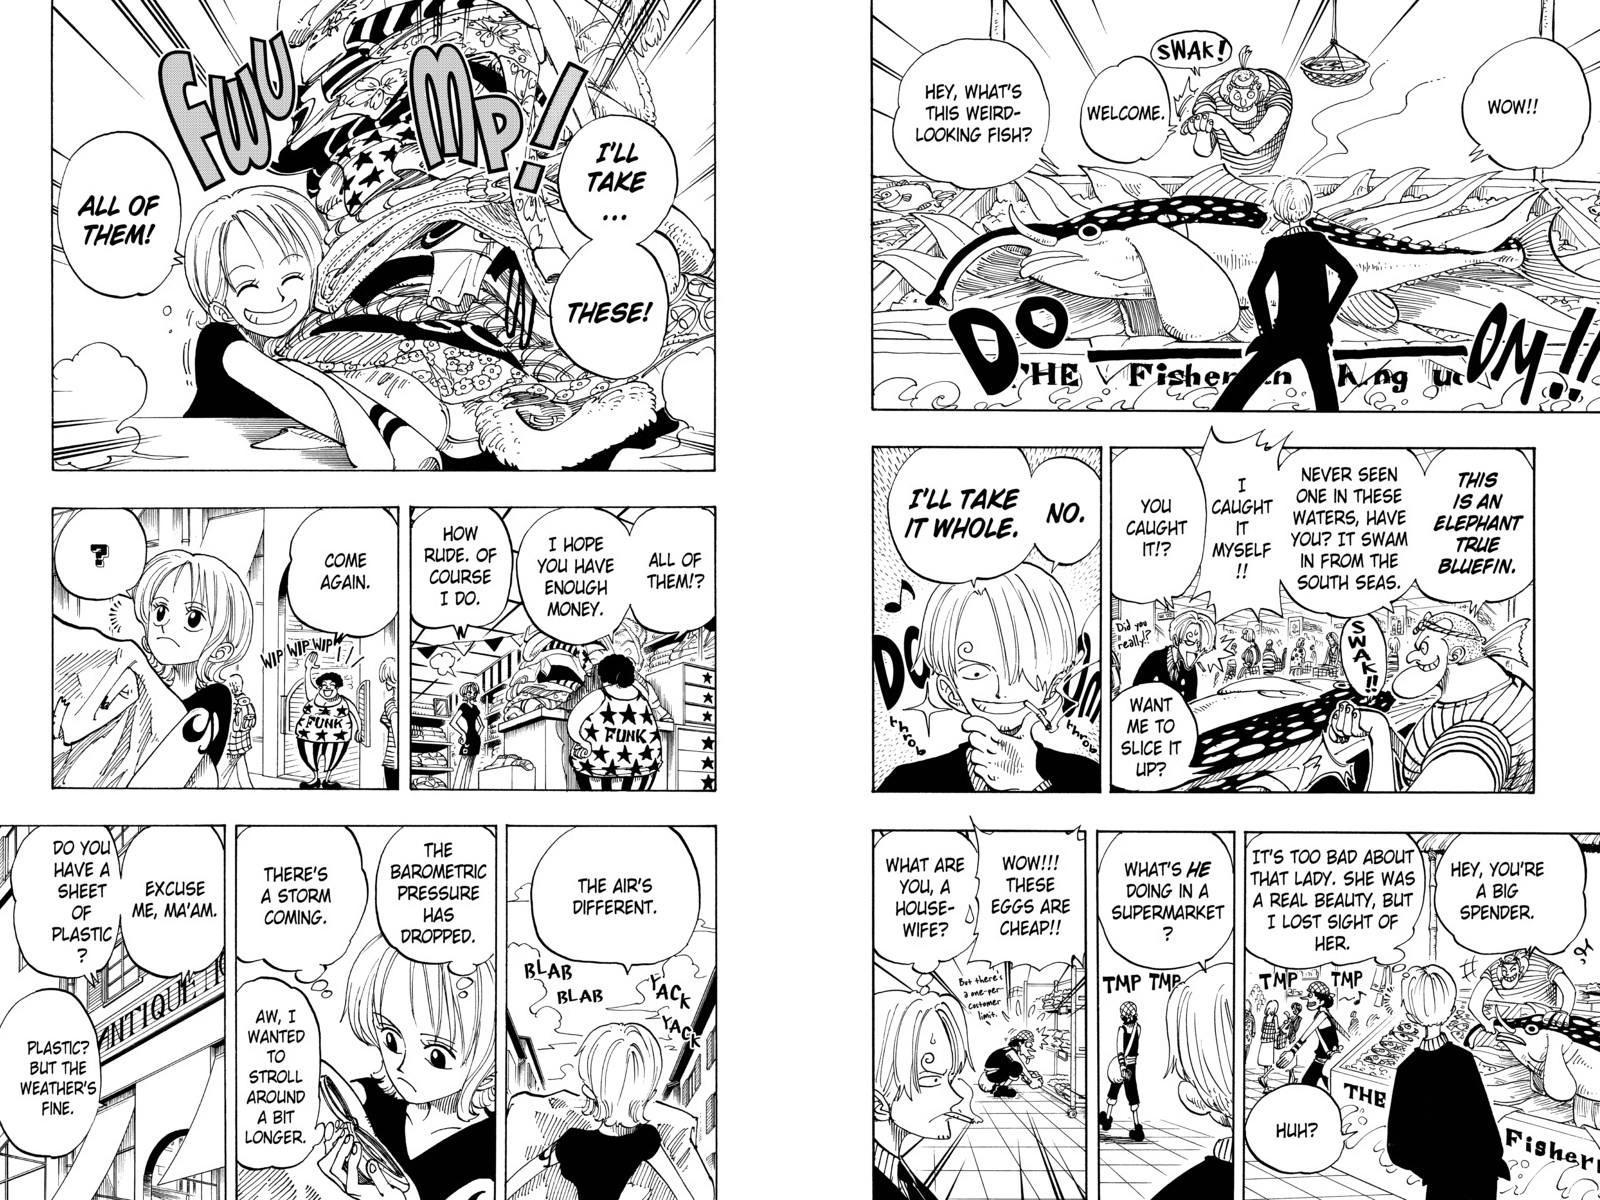 WOW!!
SWAK!
WELCOME.
HEY, WHAT'S
THIS WEIRD-
LOOKING FISH?
DO
OM!!
THE
THIS
IS AN
ELEPHANT
TRUE
BLUEFIN.
NEVER SEEN
ONE IN THESE
WATERS, HAVE
YOU? IT SWAM
IN FROM THE
SOUTH SEAS.
SWAK!!
I
CAUGHT
IT
MYSELF
!!
YOU
CAUGHT
IT!?
Did you
really!?
WANT
ME TO
SLICE IT
UP?
NO.
I'LL TAKE
IT WHOLE.
throb
throb
HEY, YOU'RE
A BIG
SPENDER.
IT'S TOO BAD ABOUT
THAT LADY. SHE WAS
A REAL BEAUTY, BUT
I LOST SIGHT OF
HER.
TMP TMP
HUH?
THE
WHAT'S HE
DOING IN A
SUPERMARKET
?
TMP TMP
WOW!!!
THESE
EGGS ARE
CHEAP!!
But there's
a one-per
customer
limit.
WHAT ARE
YOU, A
HOUSE-
WIFE?
FWUMP!
I'LL
TAKE
...
THESE!
ALL OF
THEM!
ALL OF
THEM!?
I HOPE
YOU HAVE
ENOUGH
MONEY.
HOW
RUDE. OF
COURSE
I DO.
FUNK
COME
AGAIN.
WIP WIP WIP
FUNK
?
THE AIR'S
DIFFERENT.
BLAB
BLAB
YACK
YACK
THE
BAROMETRIC
PRESSURE
HAS
DROPPED.
THERE'S
A STORM
COMING.
AW, I
WANTED
TO
STROLL
AROUND
A BIT
LONGER.
EXCUSE
ME, MA'AM.
DO YOU
HAVE A
SHEET
OF
PLASTIC
?
PLASTIC?
BUT THE
WEATHER'S
FINE.